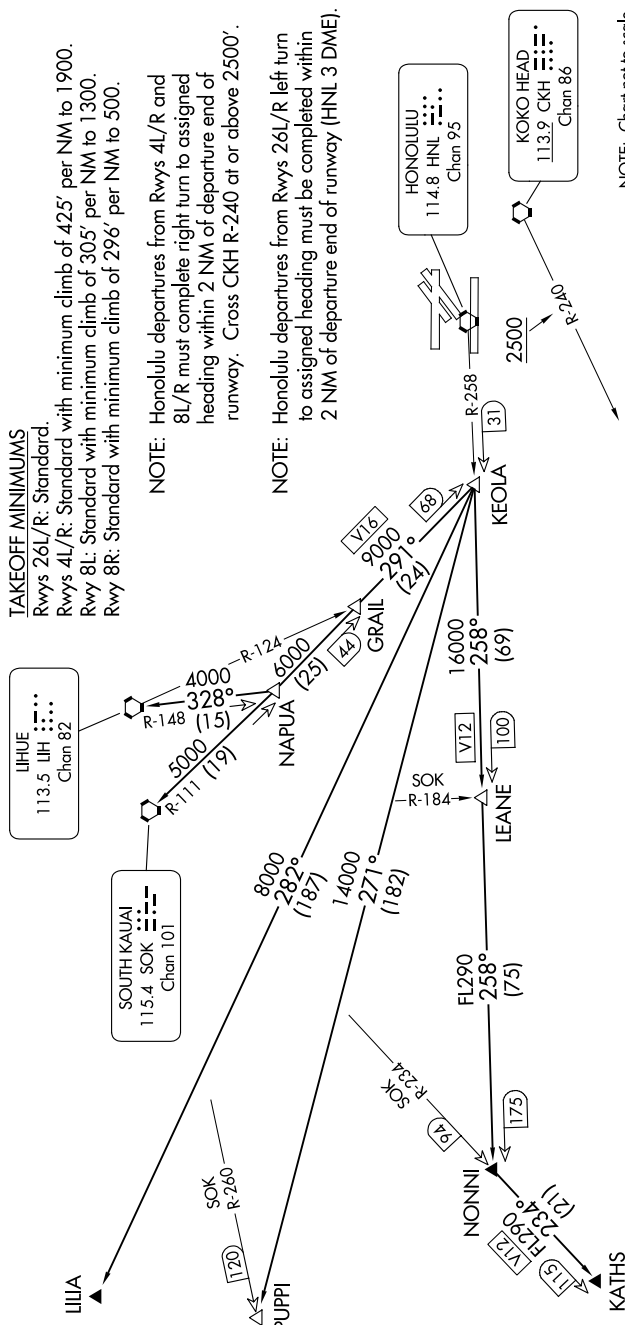 TAKEOFF MINIMUMS
Rwys 26L/R: Standard.
Rwys 4L/R: Standard with minimum climb of 425' per NM to 1900.
Rwy 8L: Standard with minimum climb of 305' per NM to 1300.
Rwy 8R: Standard with minimum climb of 296' per NM to 500.
NOTE: Honolulu departures from Rwys 4L/R and
8L/R must complete right turn to assigned
heading within 2 NM of departure end of
runway. Cross CKH R-240 at or above 2500'.
NOTE: Honolulu departures from Rwys 26L/R left turn
to assigned heading must be completed within
2 NM of departure end of runway (HNL 3 DME).
LIHUE
113.5 LIH
Chan 82
SOUTH KAUAI
115.4 SOK
Chan 101
HONOLULU
114.8 HNL
Chan 95
KOKO HEAD
113.9 CKH
Chan 86
R-240
2500
R-258
31
KEOLA
68
V16
9000
291°
(24)
GRAIL
44
6000
(25)
R-124
4000
328°
(15)
R-148
NAPUA
5000
(19)
R-111
8000
282°
(187)
LILIA
14000
271°
(182)
SOK
R-260
120
PUPPI
16000
258°
(69)
V12
100
SOK
R-184
LEANE
FL290
258°
(75)
SOK
R-234
94
175
NONNI
V12
FL290
234°
(21)
115
KATHS